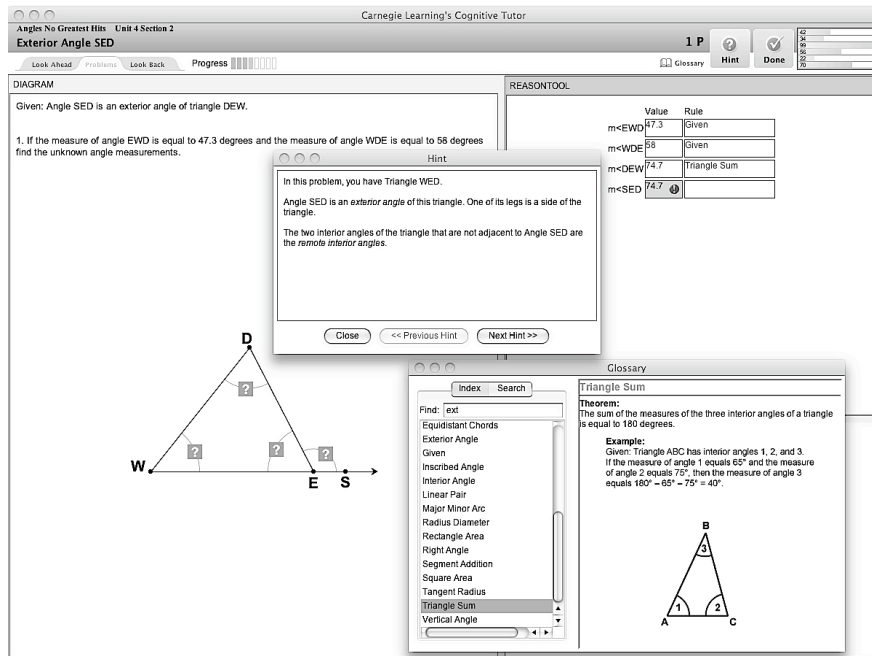 Carnegie Learning's Cognitive Tutor
Angles No Greatest Hits Unit 4 Section 2
Exterior Angle SED
1 P
Hint
Done
42
34
99
56
22
70
Look Ahead Problems Look Back Progress
Glossary
DIAGRAM
Given: Angle SED is an exterior angle of triangle DEW.
1. If the measure of angle EWD is equal to 47.3 degrees and the measure of angle WDE is equal to 58 degrees
find the unknown angle measurements.
D
?
?
?
?
W
E
S
REASONTOOL
Value Rule
m<EWD 47.3 Given
m<WDE 58 Given
m<DEW 74.7 Triangle Sum
m<SED 74.7
Hint
In this problem, you have Triangle WED.
Angle SED is an exterior angle of this triangle. One of its legs is a side of the
triangle.
The two interior angles of the triangle that are not adjacent to Angle SED are
the remote interior angles.
Close << Previous Hint Next Hint >>
Glossary
Index Search
Find: ext
Equidistant Chords
Exterior Angle
Given
Inscribed Angle
Interior Angle
Linear Pair
Major Minor Arc
Radius Diameter
Rectangle Area
Right Angle
Segment Addition
Square Area
Tangent Radius
Triangle Sum
Vertical Angle
Triangle Sum
Theorem:
The sum of the measures of the three interior angles of a triangle
is equal to 180 degrees.
Example:
Given: Triangle ABC has interior angles 1, 2, and 3.
If the measure of angle 1 equals 65° and the measure
of angle 2 equals 75°, then the measure of angle 3
equals 180° – 65° – 75° = 40°.
B
3
1
2
A
C